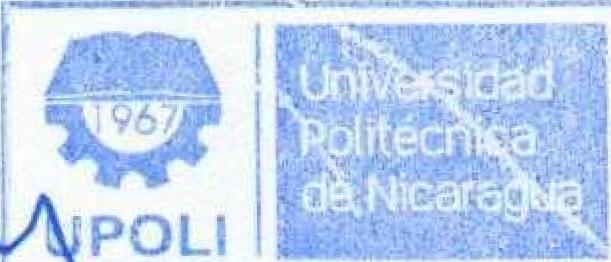 1967
UPOLI
Universidad
Politécnica
de Nicaragua